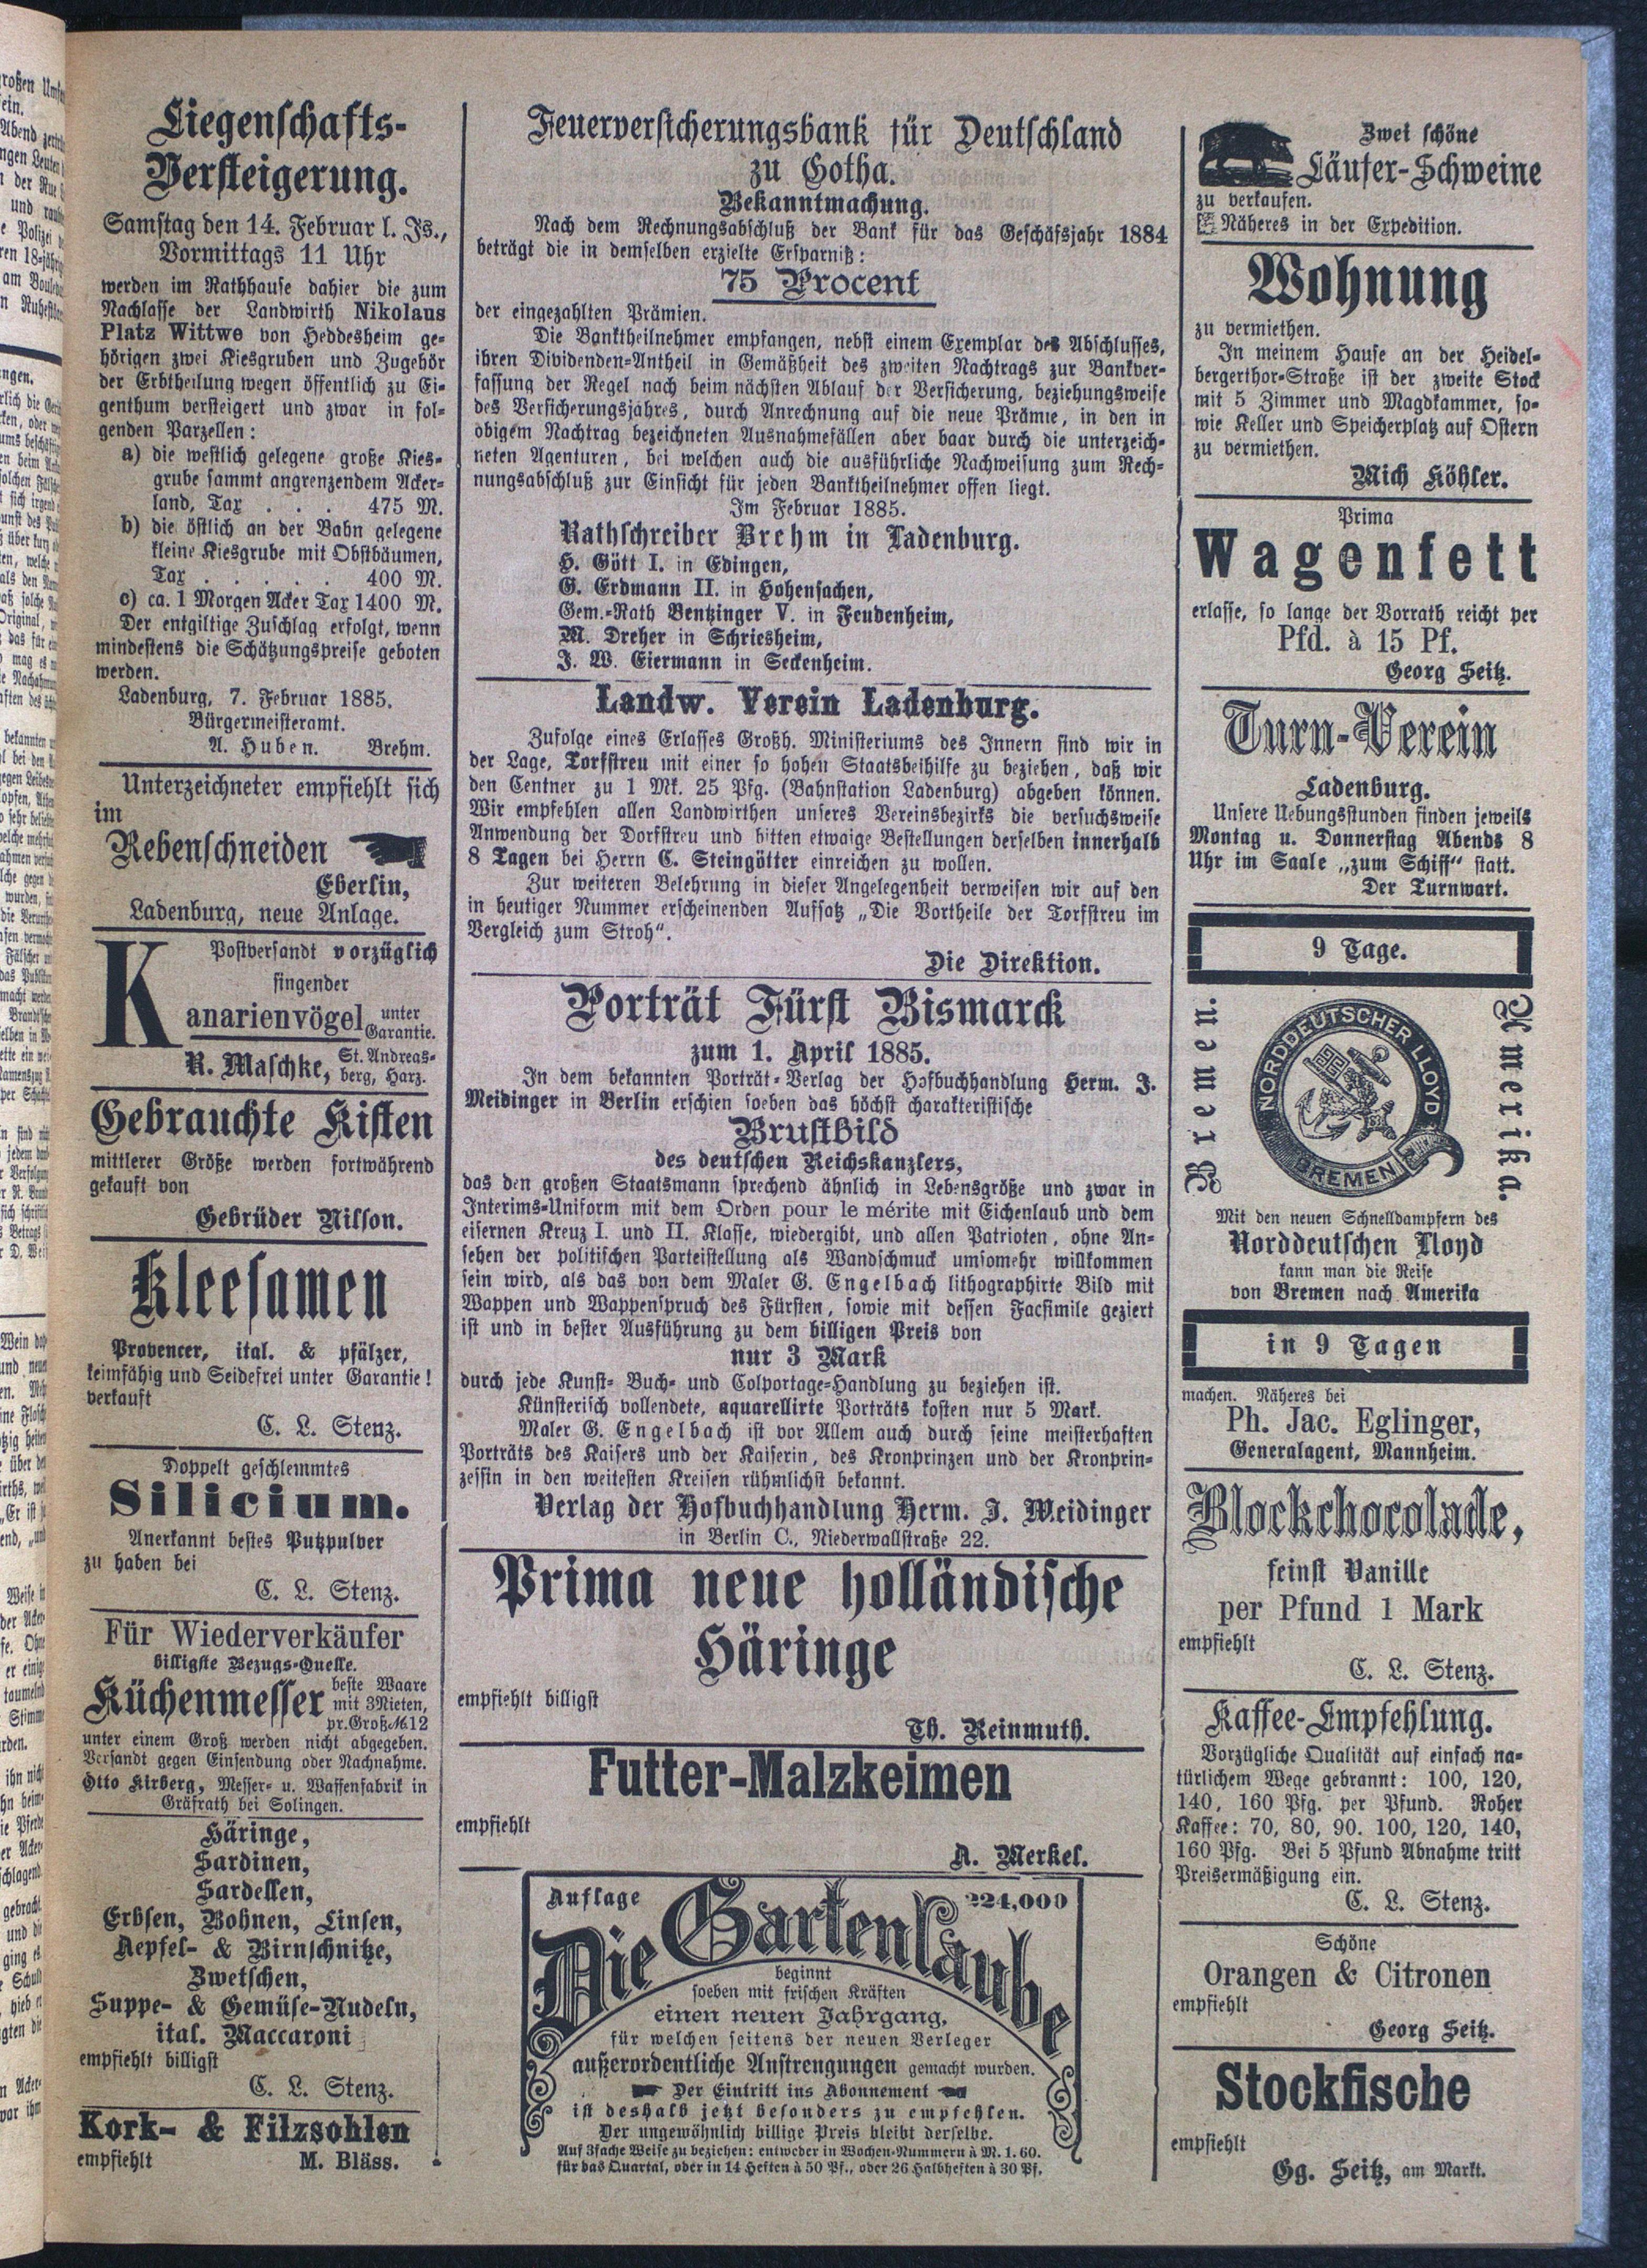 Liegenschafts-
Versteigerung.
Samstag den 14. Februar l. Js.,
Vormittags 11 Uhr
werden im Rathhause dahier die zum
Nachlasse der Landwirth Nikolaus
Platz Wittwe von Heddesheim ge-
hörigen zwei Kiesgruben und Zugehör
der Erbtheilung wegen öffentlich zu Ei-
genthum versteigert und zwar in fol-
genden Parzellen:
a) die westlich gelegene große Kies-
grube sammt angrenzendem Acker-
land, Tax . . . 475 M.
b) die östlich an der Bahn gelegene
kleine Kiesgrube mit Obstbäumen,
Tax . . . . . 400 M.
c) ca. 1 Morgen Acker Tax 1400 M.
Der entgiltige Zuschlag erfolgt, wenn
mindestens die Schätzungspreise geboten
werden.
Ladenburg, 7. Februar 1885.
Bürgermeisteramt.
A. Huben. Brehm.
Unterzeichneter empfiehlt sich
im
Rebenschneiden
Eberlin,
Ladenburg, neue Anlage.
Postversandt vorzüglich
singender
Kanarienvögel unter
Garantie.
R. Maschke, St. Andreas-
berg, Harz.
Gebrauchte Kisten
mittlerer Größe werden fortwährend
gekauft von
Gebrüder Nilson.
Kleesamen
Provencer, ital. & pfälzer,
keimfähig und Seidefrei unter Garantie!
verkauft
C. L. Stenz.
Doppelt geschlemmtes
Silicium.
Anerkannt bestes Putzpulver
zu haben bei
C. L. Stenz.
Für Wiederverkäufer
billigste Bezugs-Quelle.
Küchenmesser beste Waare
mit 3 Nieten,
pr. Groß M. 12
unter einem Groß werden nicht abgegeben.
Versandt gegen Einsendung oder Nachnahme.
Otto Kirberg, Messer- u. Waffenfabrik in
Gräfrath bei Solingen.
Häringe,
Sardinen,
Sardellen,
Erbsen, Bohnen, Linsen,
Aepfel- & Birnschnitze,
Zwetschen,
Suppe- & Gemüse-Nudeln,
ital. Maccaroni
empfiehlt billigst
C. L. Stenz.
Kork- & Filzsohlen
empfiehlt M. Bläss.
Feuerversicherungsbank für Deutschland
zu Gotha.
Bekanntmachung.
Nach dem Rechnungsabschluß der Bank für das Geschäfsjahr 1884
beträgt die in demselben erzielte Ersparniß:
75 Procent
der eingezahlten Prämien.
Die Banktheilnehmer empfangen, nebst einem Exemplar des Abschlusses,
ihren Dividenden-Antheil in Gemäßheit des zweiten Nachtrags zur Bankver-
fassung der Regel nach beim nächsten Ablauf der Versicherung, beziehungsweise
des Versicherungsjahres, durch Anrechnung auf die neue Prämie, in den in
obigem Nachtrag bezeichneten Ausnahmefällen aber baar durch die unterzeich-
neten Agenturen, bei welchen auch die ausführliche Nachweisung zum Rech-
nungsabschluß zur Einsicht für jeden Banktheilnehmer offen liegt.
Im Februar 1885.
Rathschreiber Brehm in Ladenburg.
H. Gött I. in Edingen,
G. Erdmann II. in Hohensachen,
Gem.-Rath Bentzinger V. in Feudenheim,
M. Dreher in Schriesheim,
J. W. Eiermann in Seckenheim.
Landw. Verein Ladenburg.
Zufolge eines Erlasses Großh. Ministeriums des Innern sind wir in
der Lage, Torfstreu mit einer so hohen Staatsbeihilfe zu beziehen, daß wir
den Centner zu 1 Mk. 25 Pfg. (Bahnstation Ladenburg) abgeben können.
Wir empfehlen allen Landwirthen unseres Vereinsbezirks die versuchsweise
Anwendung der Dorfstreu und bitten etwaige Bestellungen derselben innerhalb
8 Tagen bei Herrn C. Steingötter einreichen zu wollen.
Zur weiteren Belehrung in dieser Angelegenheit verweisen wir auf den
in heutiger Nummer erscheinenden Aufsatz „Die Vortheile der Torfstreu im
Vergleich zum Stroh“.
Die Direktion.
Porträt Fürst Bismarck
zum 1. April 1885.
In dem bekannten Porträt-Verlag der Hofbuchhandlung Herm. J.
Meidinger in Berlin erschien soeben das höchst charakteristische
Brustbild
des deutschen Reichskanzlers,
das den großen Staatsmann sprechend ähnlich in Lebensgröße und zwar in
Interims-Uniform mit dem Orden pour le mérite mit Eichenlaub und dem
eisernen Kreuz I. und II. Klasse, wiedergibt, und allen Patrioten, ohne An-
sehen der politischen Parteistellung als Wandschmuck umsomehr willkommen
sein wird, als das von dem Maler G. Engelbach lithographirte Bild mit
Wappen und Wappenspruch des Fürsten, sowie mit dessen Facsimile geziert
ist und in bester Ausführung zu dem billigen Preis von
nur 3 Mark
durch jede Kunst- Buch- und Colportage-Handlung zu beziehen ist.
Künsterisch vollendete, aquarellirte Porträts kosten nur 5 Mark.
Maler G. Engelbach ist vor Allem auch durch seine meisterhaften
Porträts des Kaisers und der Kaiserin, des Kronprinzen und der Kronprin-
zessin in den weitesten Kreisen rühmlichst bekannt.
Verlag der Hofbuchhandlung Herm. J. Meidinger
in Berlin C., Niederwallstraße 22.
Prima neue holländische
Häringe
empfiehlt billigst
Th. Reinmuth.
Futter-Malzkeimen
empfiehlt
A. Merkel.
Auflage 224,000
Die Gartenlaube
beginnt
soeben mit frischen Kräften
einen neuen Jahrgang,
für welchen seitens der neuen Verleger
außerordentliche Anstrengungen gemacht wurden.
Der Eintritt ins Abonnement
ist deshalb jetzt besonders zu empfehlen.
Der ungewöhnlich billige Preis bleibt derselbe.
Auf 3fache Weise zu beziehen: entweder in Wochen-Nummern à M. 1. 60.
für das Quartal, oder in 14 Heften à 50 Pf., oder 26 Halbheften à 30 Pf.
Zwei schöne
Läufer-Schweine
zu verkaufen.
Näheres in der Expedition.
Wohnung
zu vermiethen.
In meinem Hause an der Heidel-
bergerthor-Straße ist der zweite Stock
mit 5 Zimmer und Magdkammer, so-
wie Keller und Speicherplatz auf Ostern
zu vermiethen.
Mich Köhler.
Prima
Wagenfett
erlasse, so lange der Vorrath reicht per
Pfd. à 15 Pf.
Georg Seitz.
Turn-Verein
Ladenburg.
Unsere Uebungsstunden finden jeweils
Montag u. Donnerstag Abends 8
Uhr im Saale „zum Schiff“ statt.
Der Turnwart.
9 Tage.
Bremen.
NORDDEUTSCHER LLOYD
BREMEN
Amerika.
Mit den neuen Schnelldampfern des
Norddeutschen Lloyd
kann man die Reise
von Bremen nach Amerika
in 9 Tagen
machen. Näheres bei
Ph. Jac. Eglinger,
Generalagent, Mannheim.
Blockchocolade,
feinst Vanille
per Pfund 1 Mark
empfiehlt
C. L. Stenz.
Kaffee-Empfehlung.
Vorzügliche Qualität auf einfach na-
türlichem Wege gebrannt: 100, 120,
140, 160 Pfg. per Pfund. Roher
Kaffee: 70, 80, 90. 100, 120, 140,
160 Pfg. Bei 5 Pfund Abnahme tritt
Preisermäßigung ein.
C. L. Stenz.
Schöne
Orangen & Citronen
empfiehlt
Georg Seitz.
Stockfische
empfiehlt
Gg. Seitz, am Markt.